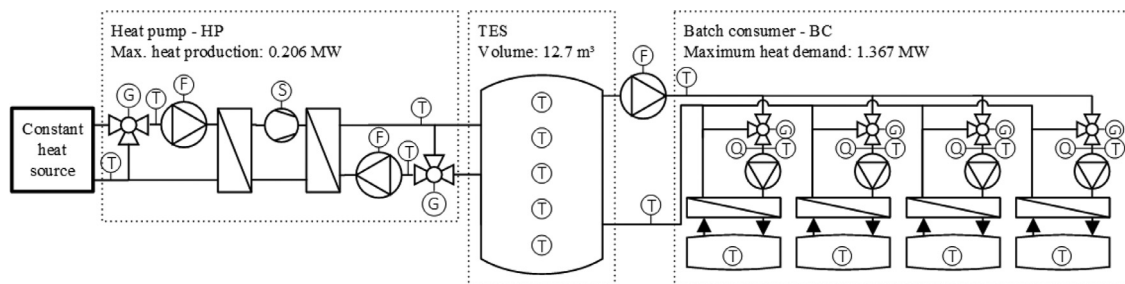 Heat pump - HP
Max. heat production: 0.206 MW
TES
Volume: 12.7 m³
Batch consumer - BC
Maximum heat demand: 1.367 MW
F
T
F
S
G
T
T
Constant
heat
source
T
F
T
G
T
T
T
T
T
T
G
Q
T
G
Q
T
G
Q
T
G
Q
T
T
T
T
T